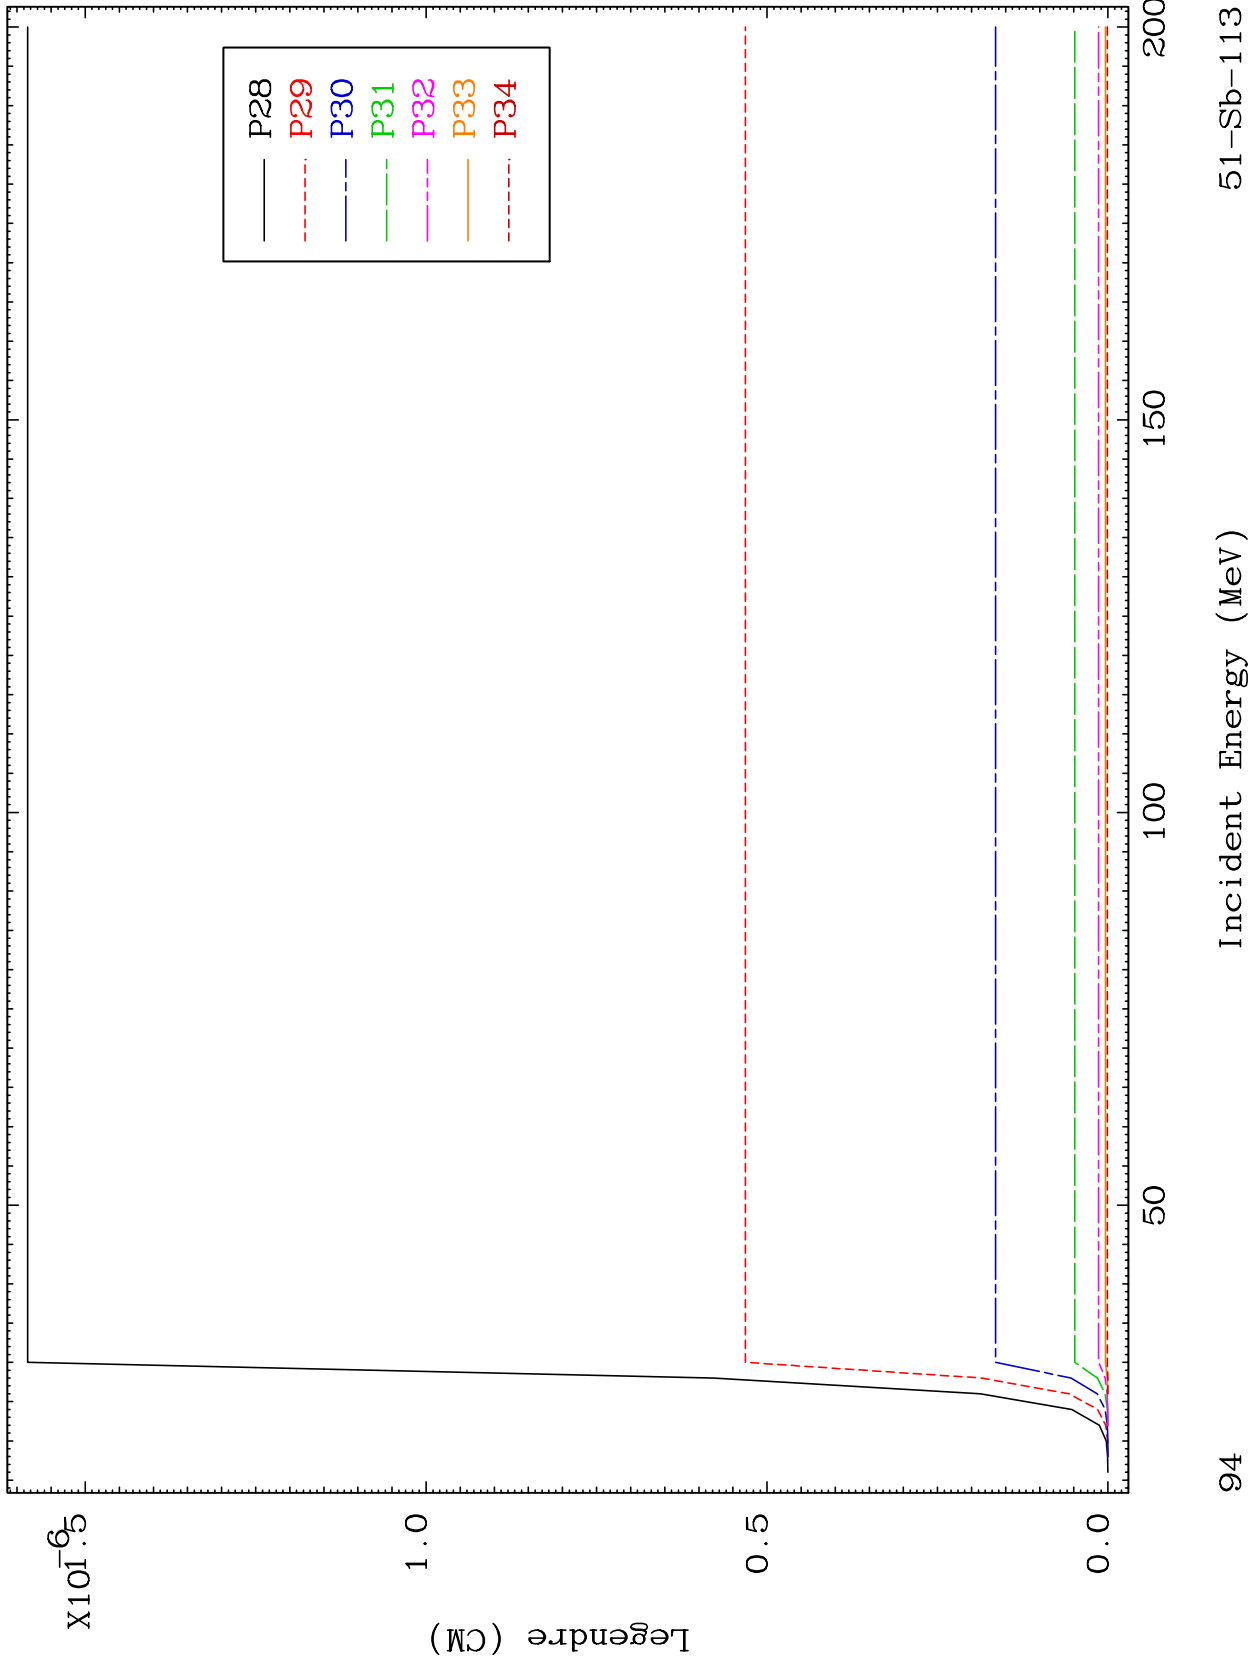 X10⁻⁶
1.5
1.0
0.5
0.0
Legendre (CM)
P28
P29
P30
P31
P32
P33
P34
50
100
150
200
Incident Energy (MeV)
94
51-Sb-113